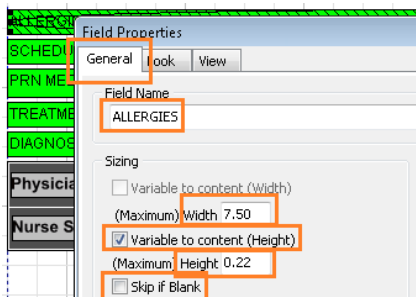 ALLERGI
Field Properties
SCHEDU
General
Look
View
PRN ME
Field Name
TREATME
ALLERGIES
DIAGNOS
Sizing
Physicia
Variable to content (Width)
(Maximum) Width 7.50
Nurse S
Variable to content (Height)
(Maximum) Height 0.22
Skip if Blank